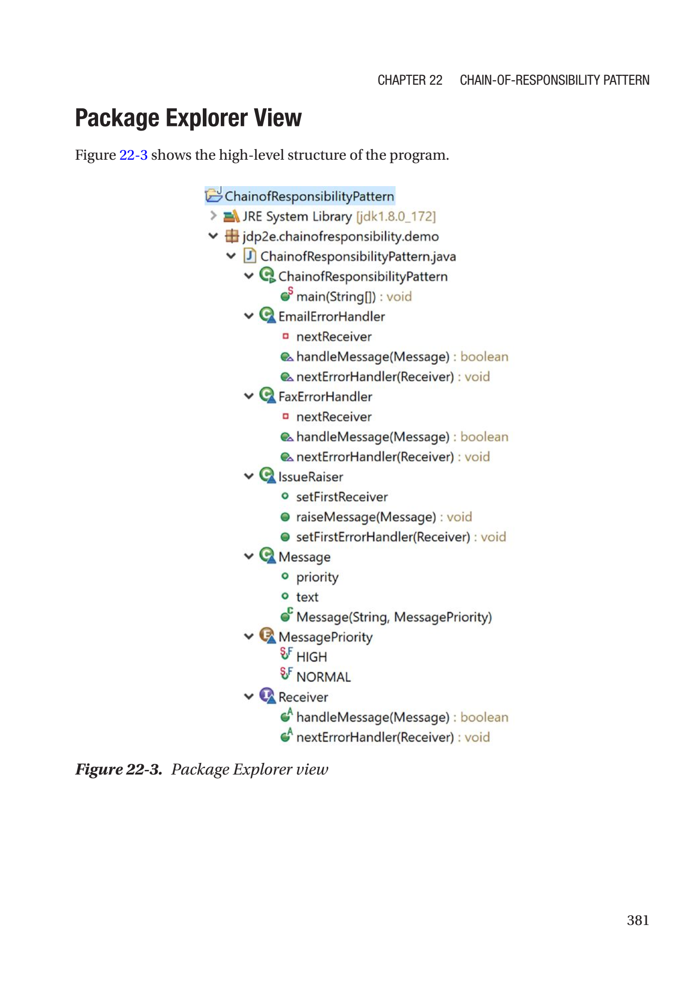 CHAPTER 22 CHAIN-OF-RESPONSIBILITY PATTERN
Package Explorer View
Figure 22-3 shows the high-level structure of the program.
ChainofResponsibilityPattern
JRE System Library [jdk1.8.0_172]
jdp2e.chainofresponsibility.demo
ChainofResponsibilityPattern.java
ChainofResponsibilityPattern
main(String[]) : void
EmailErrorHandler
nextReceiver
handleMessage(Message) : boolean
nextErrorHandler(Receiver) : void
FaxErrorHandler
nextReceiver
handleMessage(Message) : boolean
nextErrorHandler(Receiver) : void
IssueRaiser
setFirstReceiver
raiseMessage(Message) : void
setFirstErrorHandler(Receiver) : void
Message
priority
text
Message(String, MessagePriority)
MessagePriority
HIGH
NORMAL
Receiver
handleMessage(Message) : boolean
nextErrorHandler(Receiver) : void
Figure 22-3. Package Explorer view
381